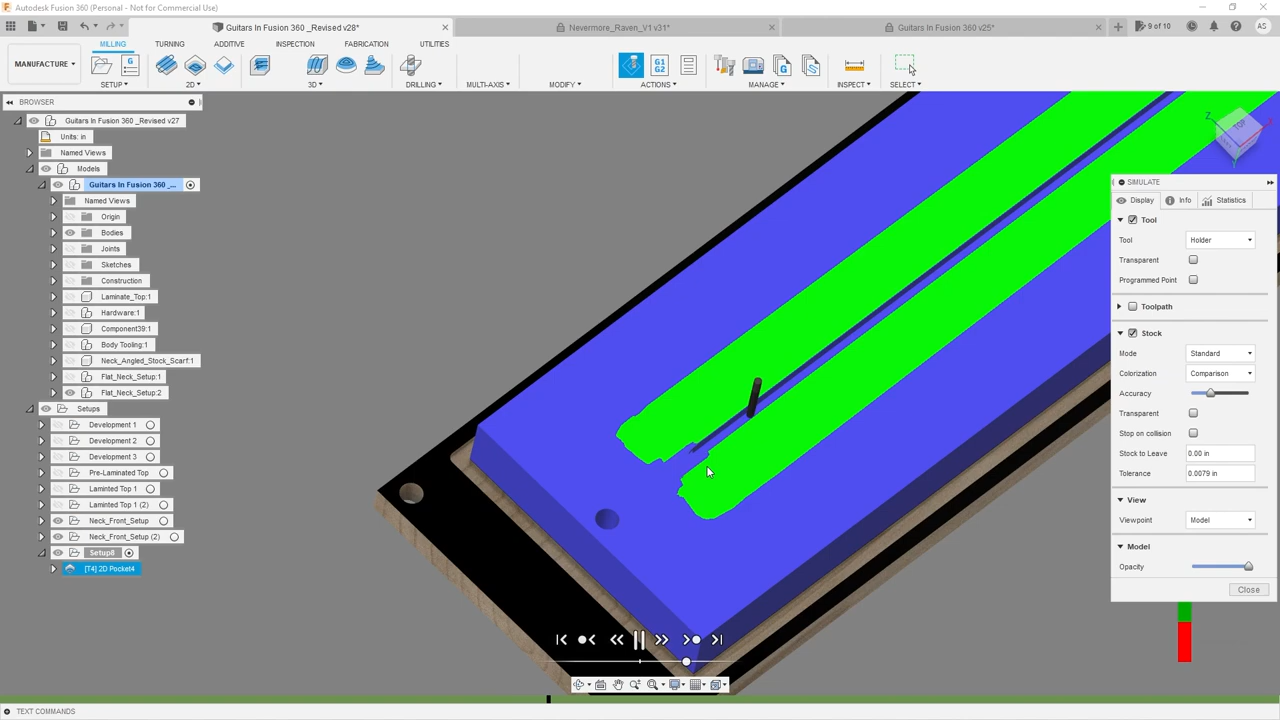 Autodesk Fusion 360 (Personal - Not for Commercial Use)
Guitars In Fusion 360 _Revised v28*
Nevermore_Raven_V1 v31*
Guitars In Fusion 360 v25*
9 of 10
AS
MILLING
TURNING
ADDITIVE
INSPECTION
FABRICATION
UTILITIES
MANUFACTURE
G1
G2
SETUP
2D
3D
DRILLING
MULTI-AXIS
MODIFY
ACTIONS
MANAGE
INSPECT
SELECT
BROWSER
Guitars In Fusion 360 _Revised v27
Units: in
Named Views
Models
Guitars In Fusion 360 _...
Named Views
Origin
Bodies
Joints
Sketches
Construction
Laminate_Top:1
Hardware:1
Component39:1
Body Tooling:1
Neck_Angled_Stock_Scarf:1
Flat_Neck_Setup:1
Flat_Neck_Setup:2
Setups
Development 1
Development 2
Development 3
Pre-Laminated Top
Laminted Top 1
Laminted Top 1 (2)
Neck_Front_Setup
Neck_Front_Setup (2)
Setup8
[T4] 2D Pocket4
TOP
Z
X
SIMULATE
Display
Info
Statistics
Tool
Tool
Holder
Transparent
Programmed Point
Toolpath
Stock
Mode
Standard
Colorization
Comparison
Accuracy
Transparent
Stop on collision
Stock to Leave
0.00 in
Tolerance
0.0079 in
View
Viewpoint
Model
Model
Opacity
Close
TEXT COMMANDS